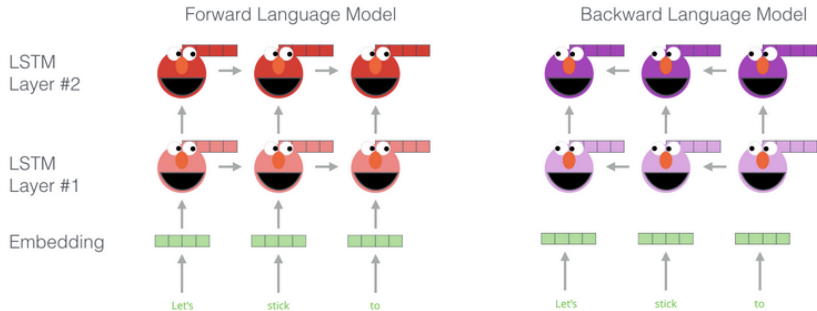 Forward Language Model
Backward Language Model
LSTM
Layer #2
LSTM
Layer #1
Embedding
Let's
stick
to
Let's
stick
to